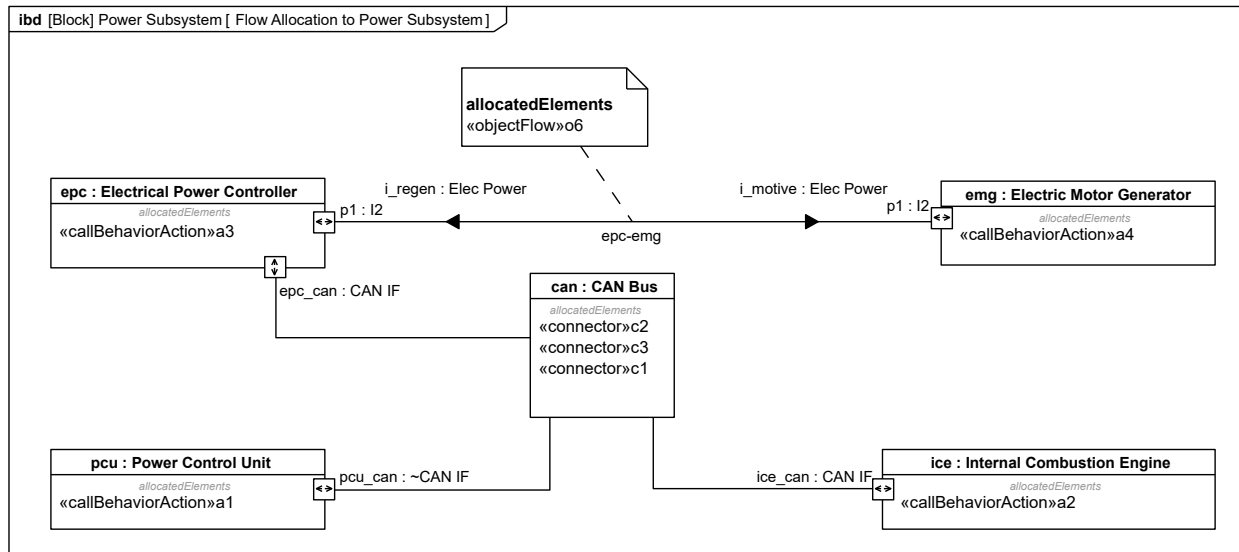 ibd [Block] Power Subsystem [ Flow Allocation to Power Subsystem ]
allocatedElements
«objectFlow»o6
epc : Electrical Power Controller
allocatedElements
«callBehaviorAction»a3
p1 : I2
i_regen : Elec Power
i_motive : Elec Power
epc-emg
p1 : I2
emg : Electric Motor Generator
allocatedElements
«callBehaviorAction»a4
epc_can : CAN IF
can : CAN Bus
allocatedElements
«connector»c2
«connector»c3
«connector»c1
pcu : Power Control Unit
allocatedElements
«callBehaviorAction»a1
pcu_can : ~CAN IF
ice_can : CAN IF
ice : Internal Combustion Engine
allocatedElements
«callBehaviorAction»a2